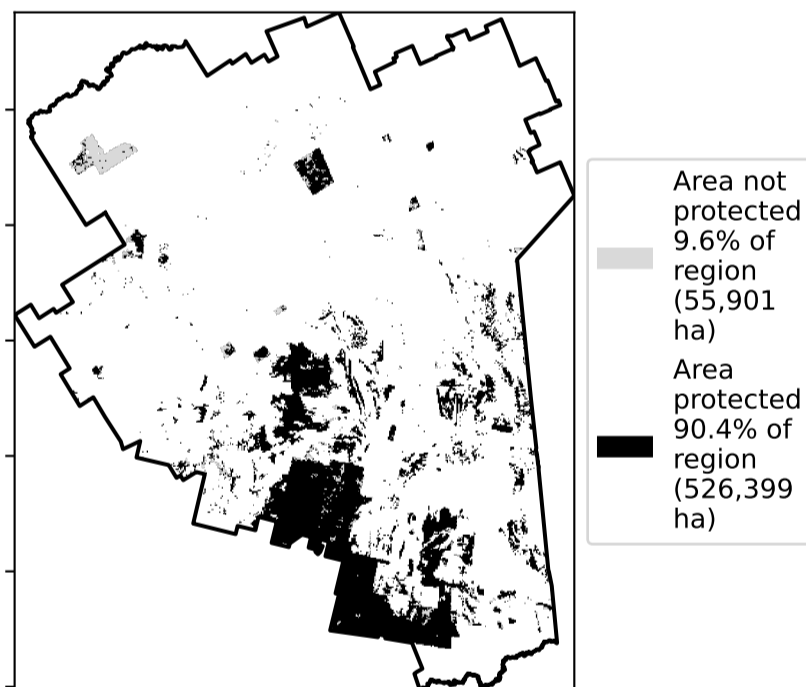 Area not
protected
9.6% of
region
(55,901
ha)
Area
protected
90.4% of
region
(526,399
ha)